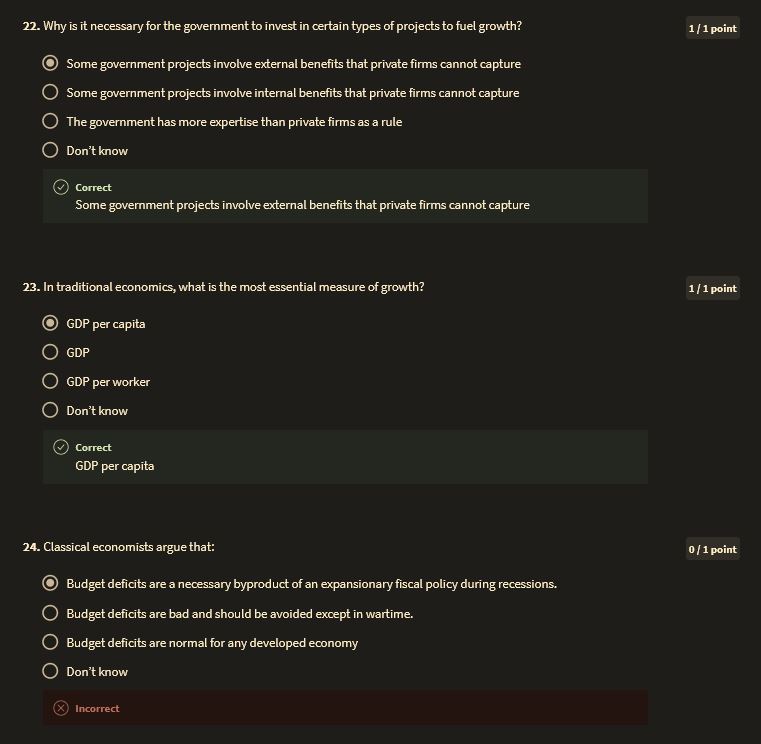 22. Why is it necessary for the government to invest in certain types of projects to fuel growth?
1 / 1 point
Some government projects involve external benefits that private firms cannot capture
Some government projects involve internal benefits that private firms cannot capture
The government has more expertise than private firms as a rule
Don't know
Correct
Some government projects involve external benefits that private firms cannot capture
23. In traditional economics, what is the most essential measure of growth?
1 / 1 point
GDP per capita
GDP
GDP per worker
Don't know
Correct
GDP per capita
24. Classical economists argue that:
0 / 1 point
Budget deficits are a necessary byproduct of an expansionary fiscal policy during recessions.
Budget deficits are bad and should be avoided except in wartime.
Budget deficits are normal for any developed economy
Don't know
Incorrect